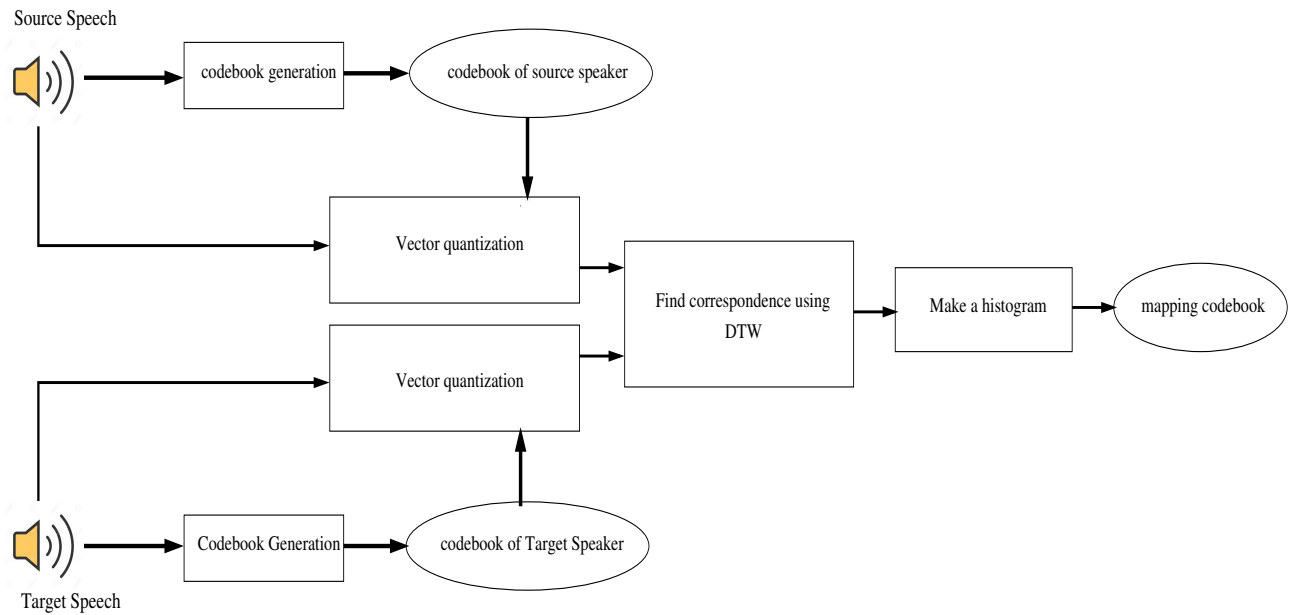 Source Speech
codebook generation
codebook of source speaker
Vector quantization
Find correspondence using
DTW
Make a histogram
mapping codebook
Vector quantization
Codebook Generation
codebook of Target Speaker
Target Speech